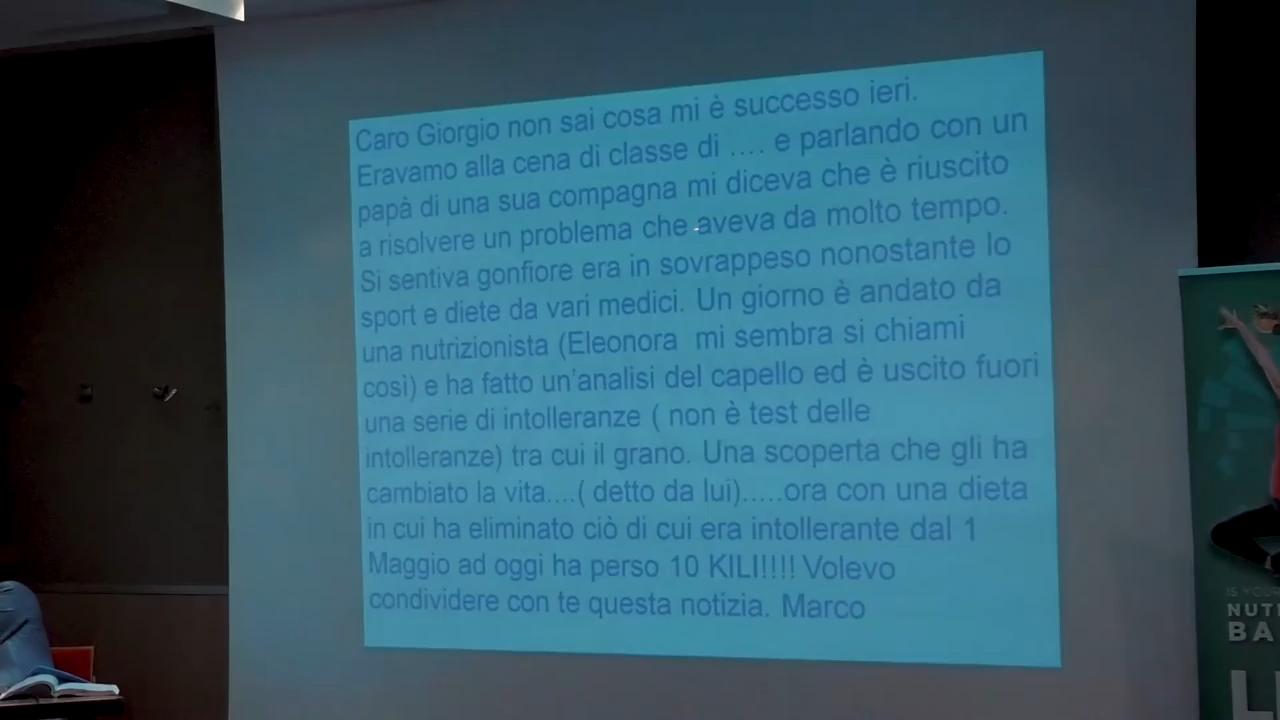 Caro Giorgio non sai cosa mi è successo ieri.
Eravamo alla cena di classe di .... e parlando con un
papà di una sua compagna mi diceva che è riuscito
a risolvere un problema che aveva da molto tempo.
Si sentiva gonfiore era in sovrappeso nonostante lo
sport e diete da vari medici. Un giorno è andato da
una nutrizionista (Eleonora  mi sembra si chiami
così) e ha fatto un'analisi del capello ed è uscito fuori
una serie di intolleranze ( non è test delle
intolleranze) tra cui il grano. Una scoperta che gli ha
cambiato la vita....( detto da lui).....ora con una dieta
in cui ha eliminato ciò di cui era intollerante dal 1
Maggio ad oggi ha perso 10 KILI!!!! Volevo
condividere con te questa notizia. Marco
IS YOUR
NUT
BA